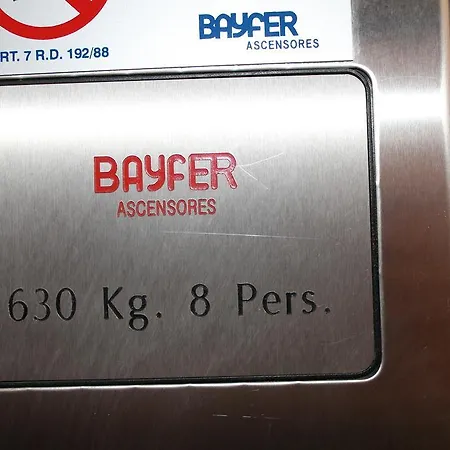 RT. 7 R.D. 192/88
BAYFER
ASCENSORES
BAYFER
ASCENSORES
630 Kg. 8 Pers.